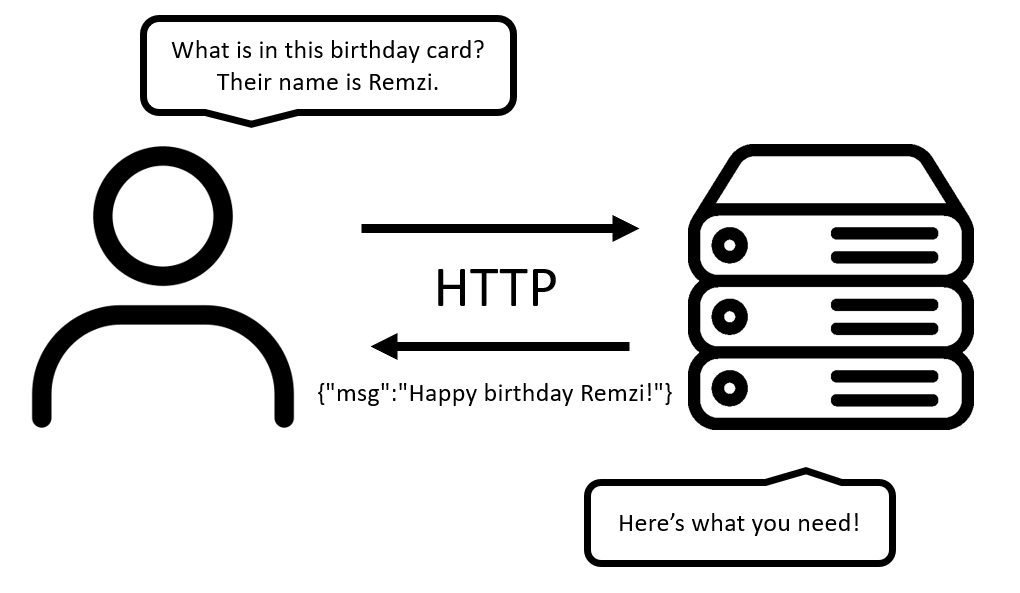 What is in this birthday card?
Their name is Remzi.
HTTP
{"msg":"Happy birthday Remzi!"}
Here’s what you need!